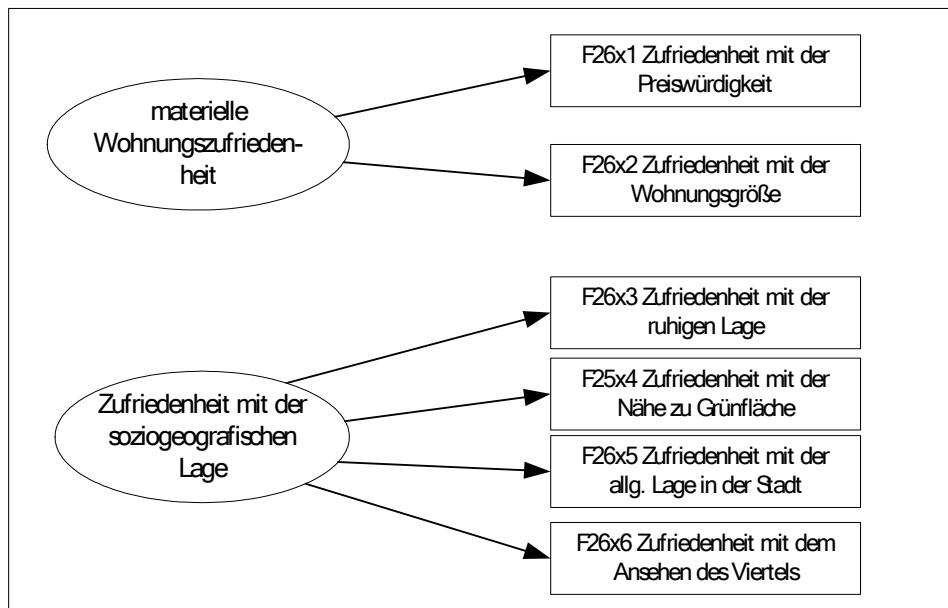 materielle
Wohnungszufrieden-
heit
F26x1 Zufriedenheit mit der
Preiswürdigkeit
F26x2 Zufriedenheit mit der
Wohnungsgröße
Zufriedenheit mit der
soziogeografischen
Lage
F26x3 Zufriedenheit mit der
ruhigen Lage
F25x4 Zufriedenheit mit der
Nähe zu Grünfläche
F26x5 Zufriedenheit mit der
allg. Lage in der Stadt
F26x6 Zufriedenheit mit dem
Ansehen des Viertels